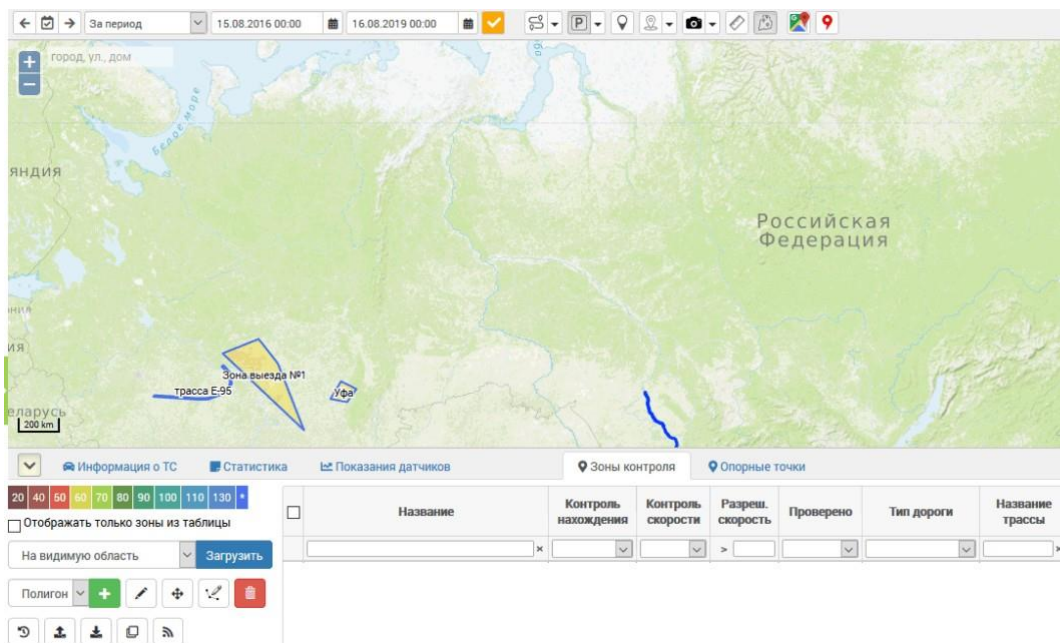 За период 15.08.2016 00:00 16.08.2019 00:00 P
город, ул., дом
Белое море
яндия
Российская
Федерация
ния
ия)
Зона выезда №1
трасса Е-95
Уфа
еларусь
200 km
Информация о ТС Статистика Показания датчиков Зоны контроля Опорные точки
20 40 50 60 70 80 90 100 110 130 *
Отображать только зоны из таблицы
На видимую область Загрузить
Полигон
Название Контроль нахождения Контроль скорости Разреш. скорость Проверено Тип дороги Название трассы
× > ×